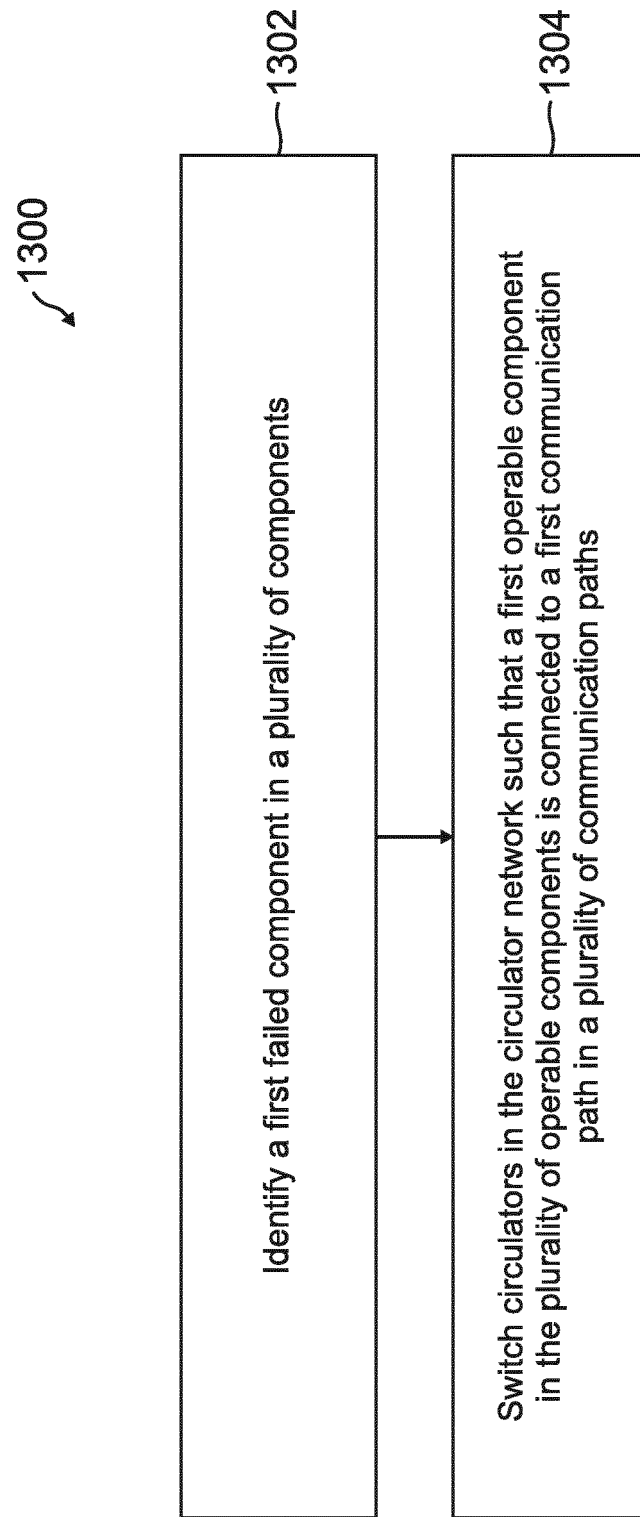 1300
Identify a first failed component in a plurality of components
1302
Switch circulators in the circulator network such that a first operable component
in the plurality of operable components is connected to a first communication
path in a plurality of communication paths
1304